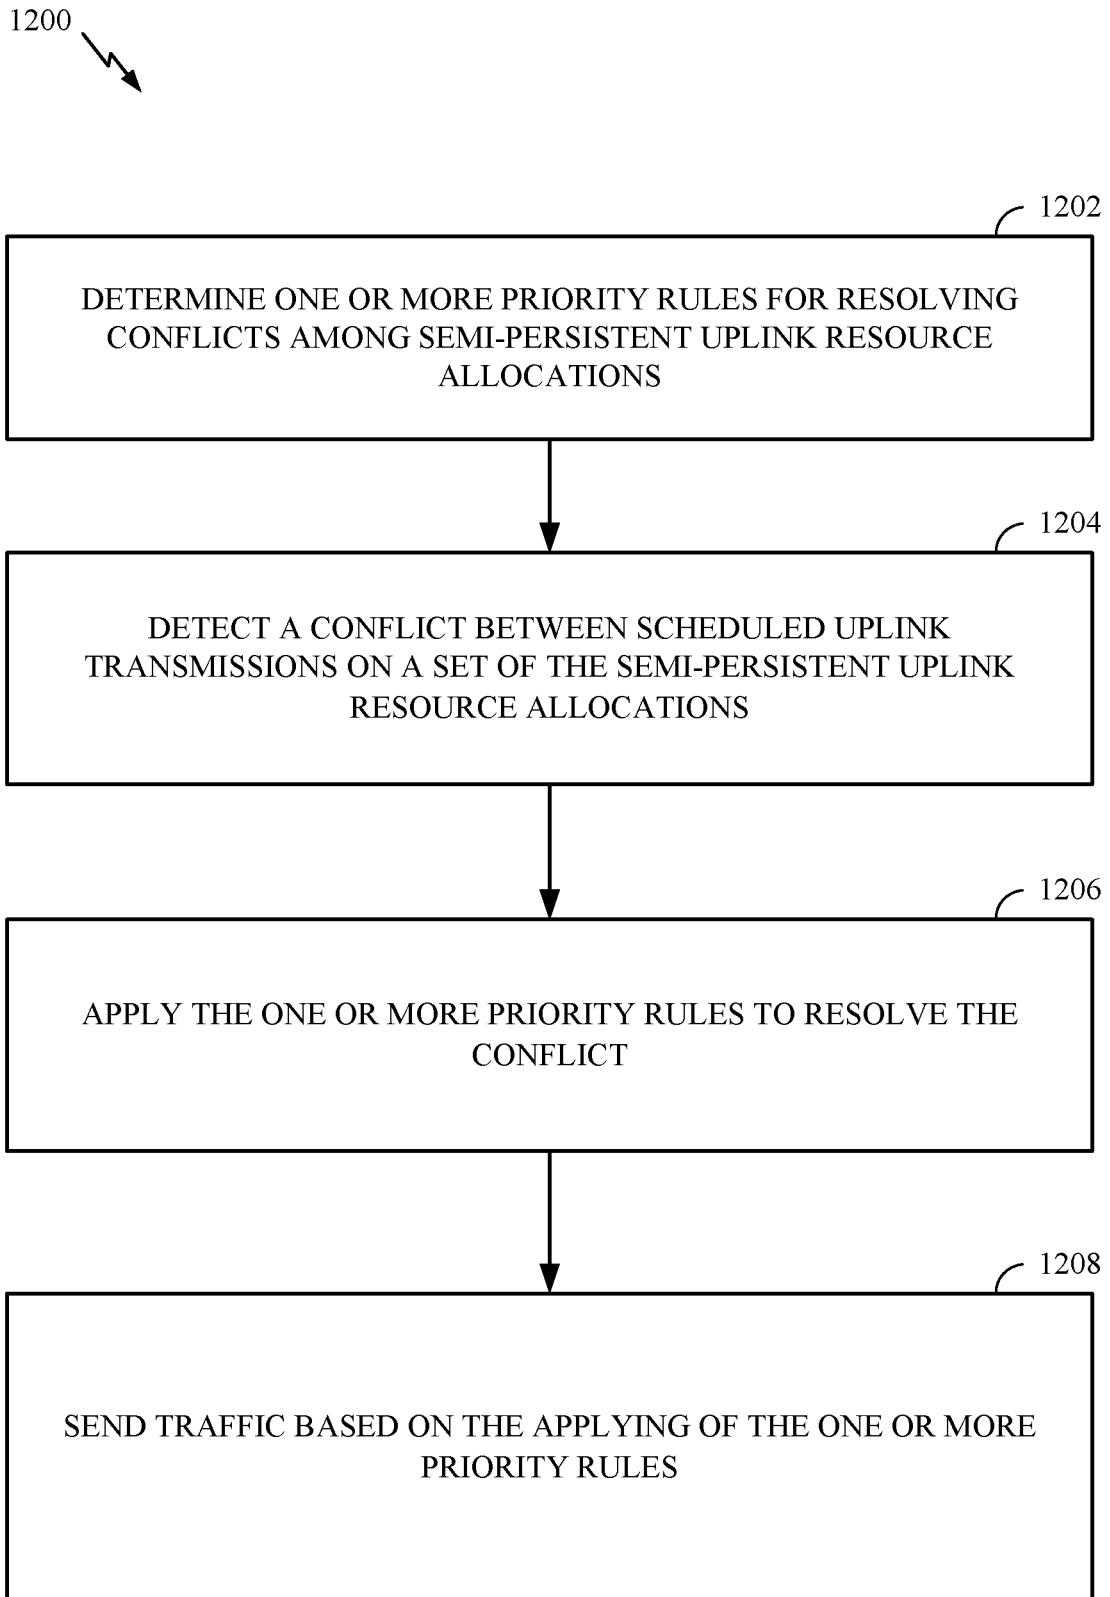 1200
1202
DETERMINE ONE OR MORE PRIORITY RULES FOR RESOLVING
CONFLICTS AMONG SEMI-PERSISTENT UPLINK RESOURCE
ALLOCATIONS
1204
DETECT A CONFLICT BETWEEN SCHEDULED UPLINK
TRANSMISSIONS ON A SET OF THE SEMI-PERSISTENT UPLINK
RESOURCE ALLOCATIONS
1206
APPLY THE ONE OR MORE PRIORITY RULES TO RESOLVE THE
CONFLICT
1208
SEND TRAFFIC BASED ON THE APPLYING OF THE ONE OR MORE
PRIORITY RULES